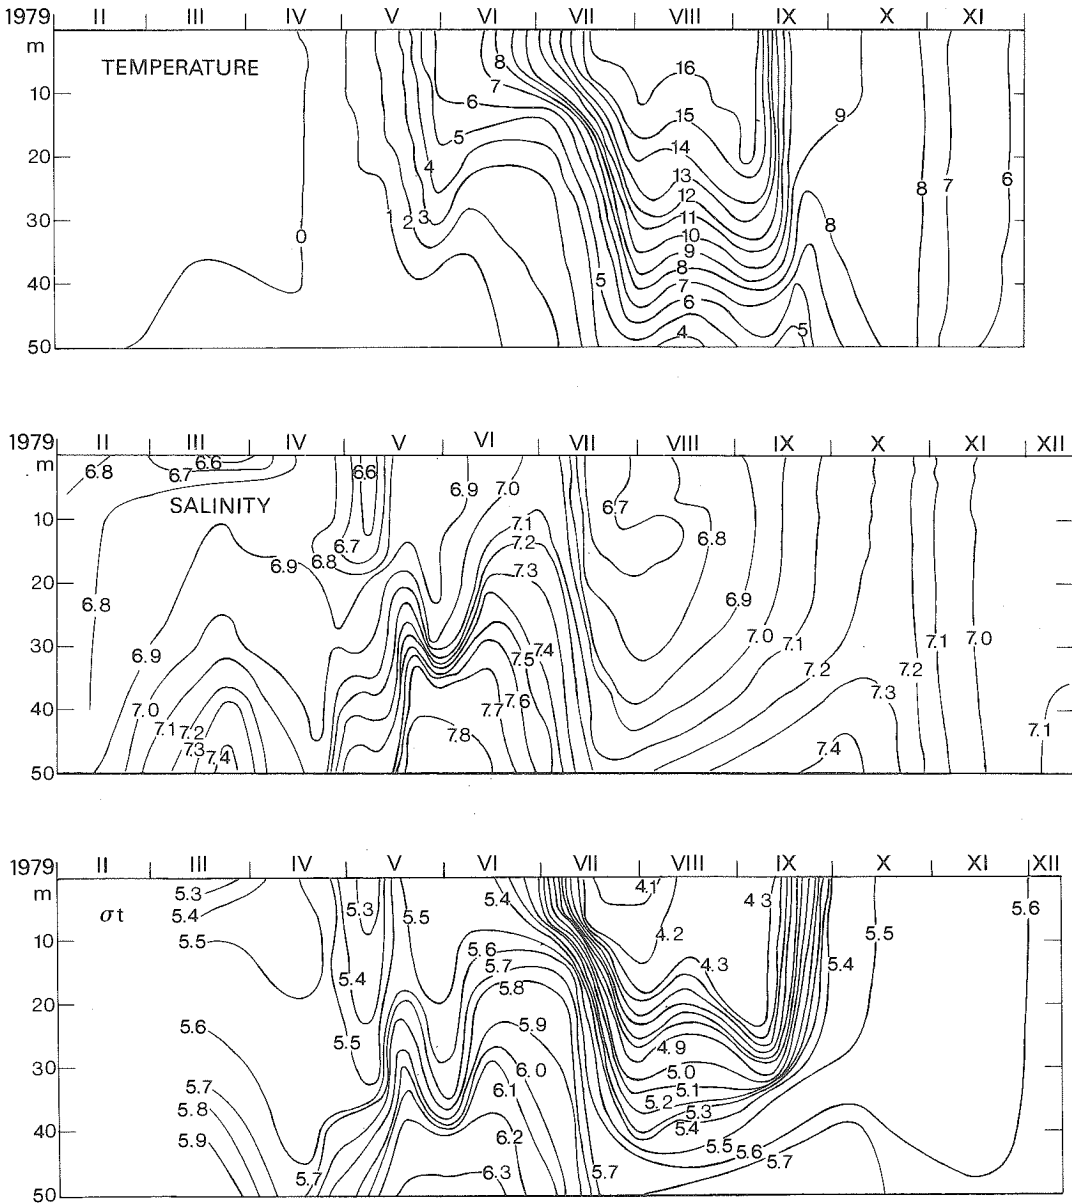 1979 II III IV V VI VII VIII IX X XI
m
TEMPERATURE
8 16
10 7 6 15 9
20 5 14
4 13 8 7 6
30 1 2 3 12 11 8
0 10
9
40 5 8 7 6
50 4 5
1979 II III IV V VI VII VIII IX X XI XII
m 6.8 6.7 6.6 6.6
SALINITY 6.9 7.0 6.7
10 7.1 6.8
6.9 6.8 6.7 7.2
20 7.3
6.8 6.9
30 6.9 7.5 7.4 7.0 7.1 7.2 7.2 7.1 7.0
40 7.0 7.7 7.6 7.3
7.1 7.2 7.8 7.1
7.3 7.4 7.4
50
1979 II III IV V VI VII VIII IX X XI XII
m 5.3 5.3 5.4 4.1 4.3 5.6
σt 5.4 5.5
5.5 4.2 5.5
10 5.6
5.4 5.7 4.3 5.4
20 5.8
5.6 5.5 5.9 4.9
30 6.0 5.0
5.7 6.1 5.1
5.8 5.2 5.3
40 5.9 6.2 5.4 5.5 5.6 5.7
5.7 6.3 5.7
50